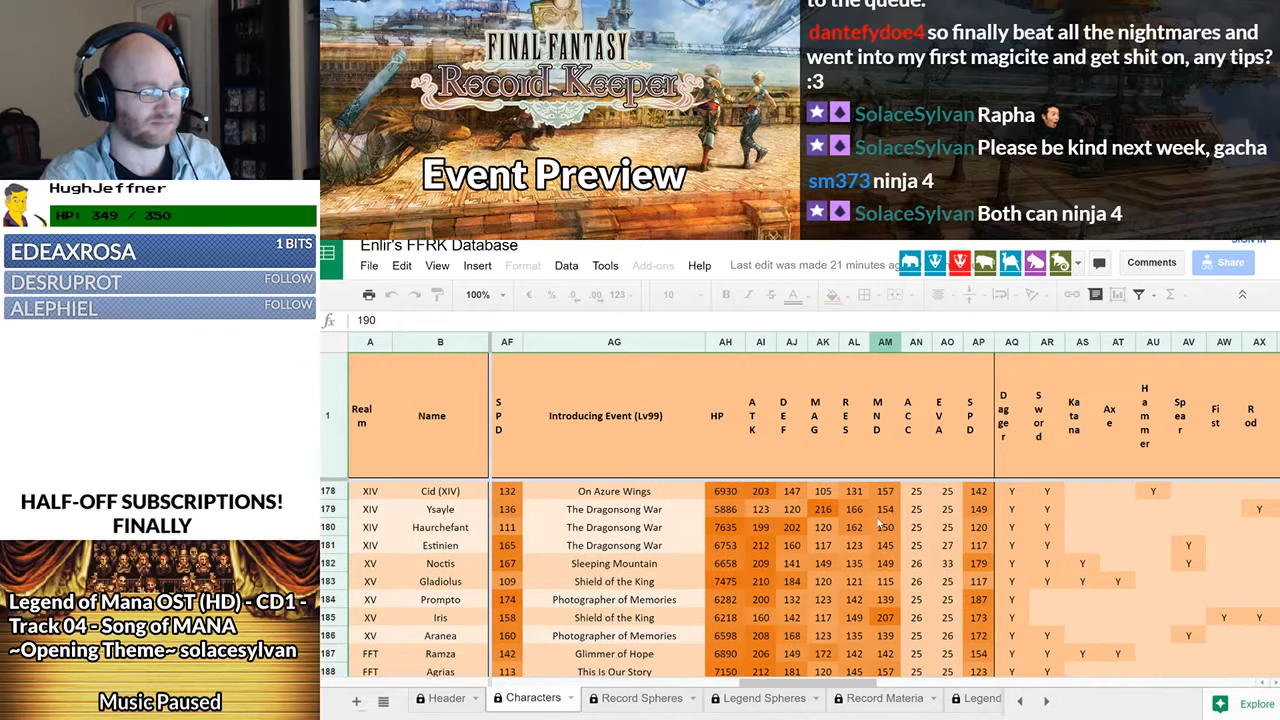 to the queue.
dantefydoe4 so finally beat all the nightmares and
went into my first magicite and get shit on, any tips?
:3
SolaceSylvan Rapha
SolaceSylvan Please be kind next week, gacha
sm373 ninja 4
SolaceSylvan Both can ninja 4
FINAL FANTASY
Record Keeper
Event Preview
HughJeffner
HP: 349 / 350
EDEAXROSA 1 BITS
DESRUPROT FOLLOW
ALEPHIEL FOLLOW
HALF-OFF SUBSCRIPTIONS!
FINALLY
Legend of Mana OST (HD) - CD1 -
Track 04 - Song of MANA
~Opening Theme~ solacesylvan
Music Paused
Enlir's FFRK Database
SIGN IN
File Edit View Insert Format Data Tools Add-ons Help Last edit was made 21 minutes ag Comments Share
100% € % .0 .00 123 10 B I S A
fx 190
A B AF AG AH AI AJ AK AL AM AN AO AP AQ AR AS AT AU AV AW AX
1 Realm Name SPD Introducing Event (Lv99) HP ATK DEF MAG RES MND ACC EVA SPD Dagger Sword Katana Axe Hammer Spear Fist Rod
178 XIV Cid (XIV) 132 On Azure Wings 6930 203 147 105 131 157 25 25 142 Y Y Y
179 XIV Ysayle 136 The Dragonsong War 5886 123 120 216 166 154 25 25 149 Y Y Y
180 XIV Haurchefant 111 The Dragonsong War 7635 199 202 120 162 150 25 25 120 Y Y
181 XIV Estinien 165 The Dragonsong War 6753 212 160 117 123 145 25 27 117 Y Y Y
182 XV Noctis 167 Sleeping Mountain 6658 209 141 149 135 149 26 33 179 Y Y Y Y
183 XV Gladiolus 109 Shield of the King 7475 210 184 120 121 115 26 25 117 Y Y Y Y
184 XV Prompto 174 Photographer of Memories 6282 200 132 123 142 139 25 25 187 Y
185 XV Iris 158 Shield of the King 6218 160 142 117 149 207 26 25 173 Y Y Y
186 XV Aranea 160 Photographer of Memories 6598 208 168 123 135 139 26 26 172 Y Y Y
187 FFT Ramza 142 Glimmer of Hope 6890 206 149 172 142 142 25 25 154 Y Y Y Y
188 FFT Agrias 113 This Is Our Story 7150 212 181 120 145 157 25 25 123 Y Y Y
Header Characters Record Spheres Legend Spheres Record Materia Legend
Explore